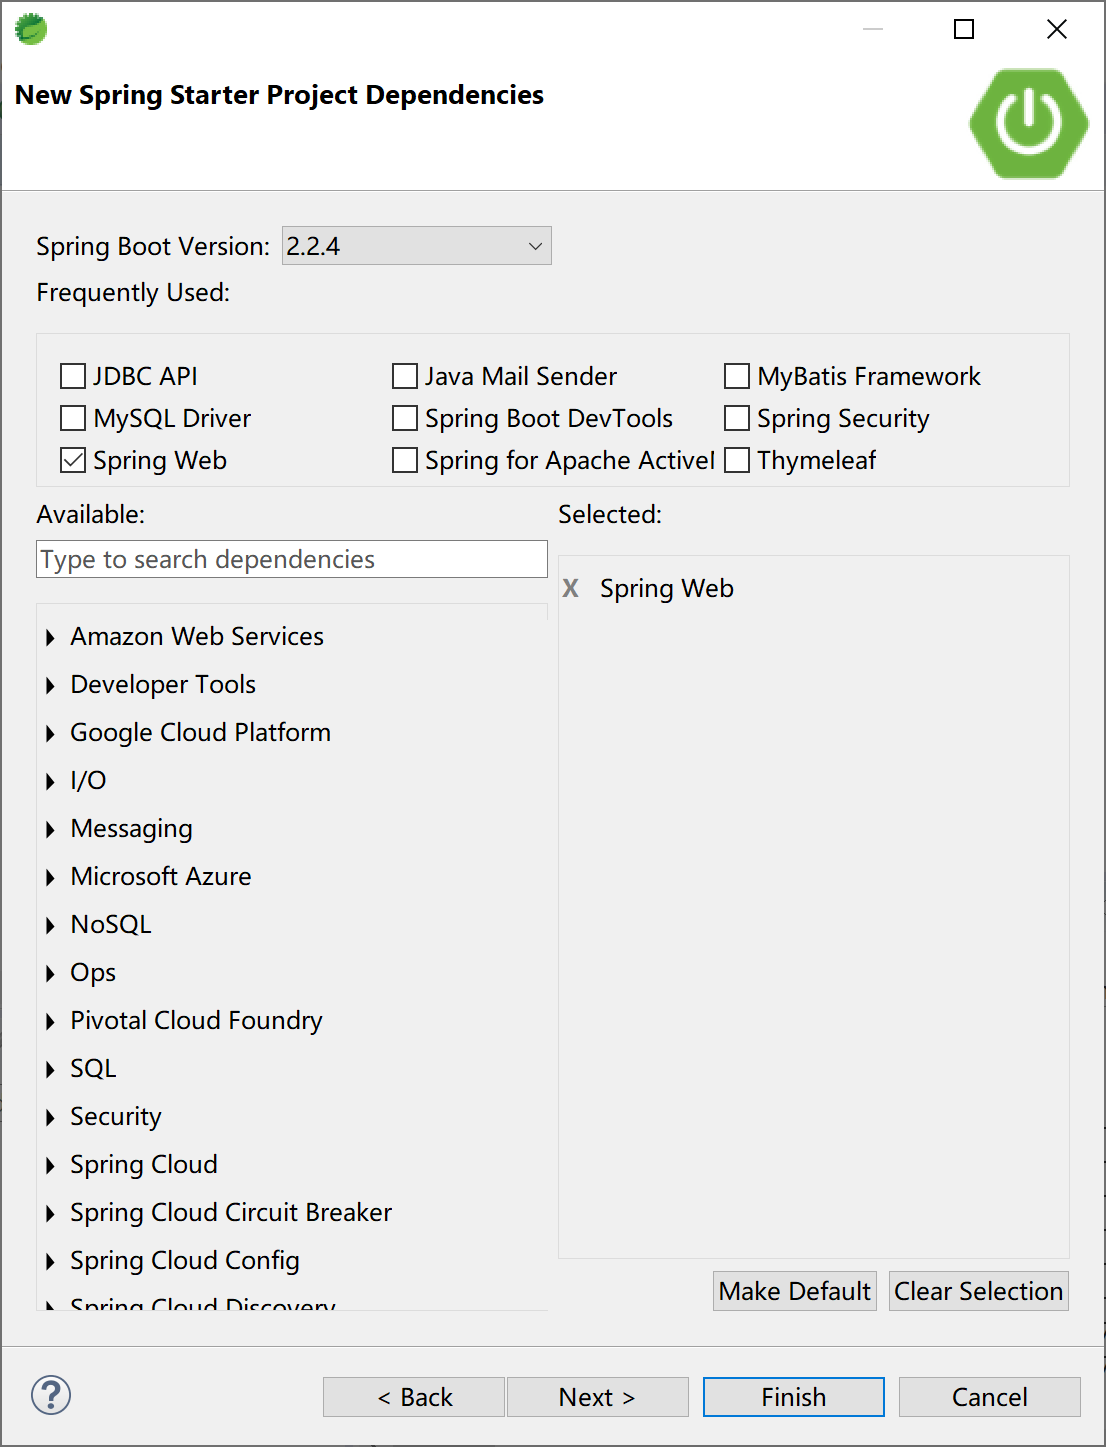 New Spring Starter Project Dependencies
Spring Boot Version: 2.2.4
Frequently Used:
JDBC API Java Mail Sender MyBatis Framework
MySQL Driver Spring Boot DevTools Spring Security
Spring Web Spring for Apache Thymeleaf
Available: Selected:
Type to search dependencies
X Spring Web
Amazon Web Services
Developer Tools
Google Cloud Platform
I/O
Messaging
Microsoft Azure
NoSQL
Ops
Pivotal Cloud Foundry
SQL
Security
Spring Cloud
Spring Cloud Circuit Breaker
Spring Cloud Config
Spring Cloud Discovery
Make Default Clear Selection
? < Back Next > Finish Cancel